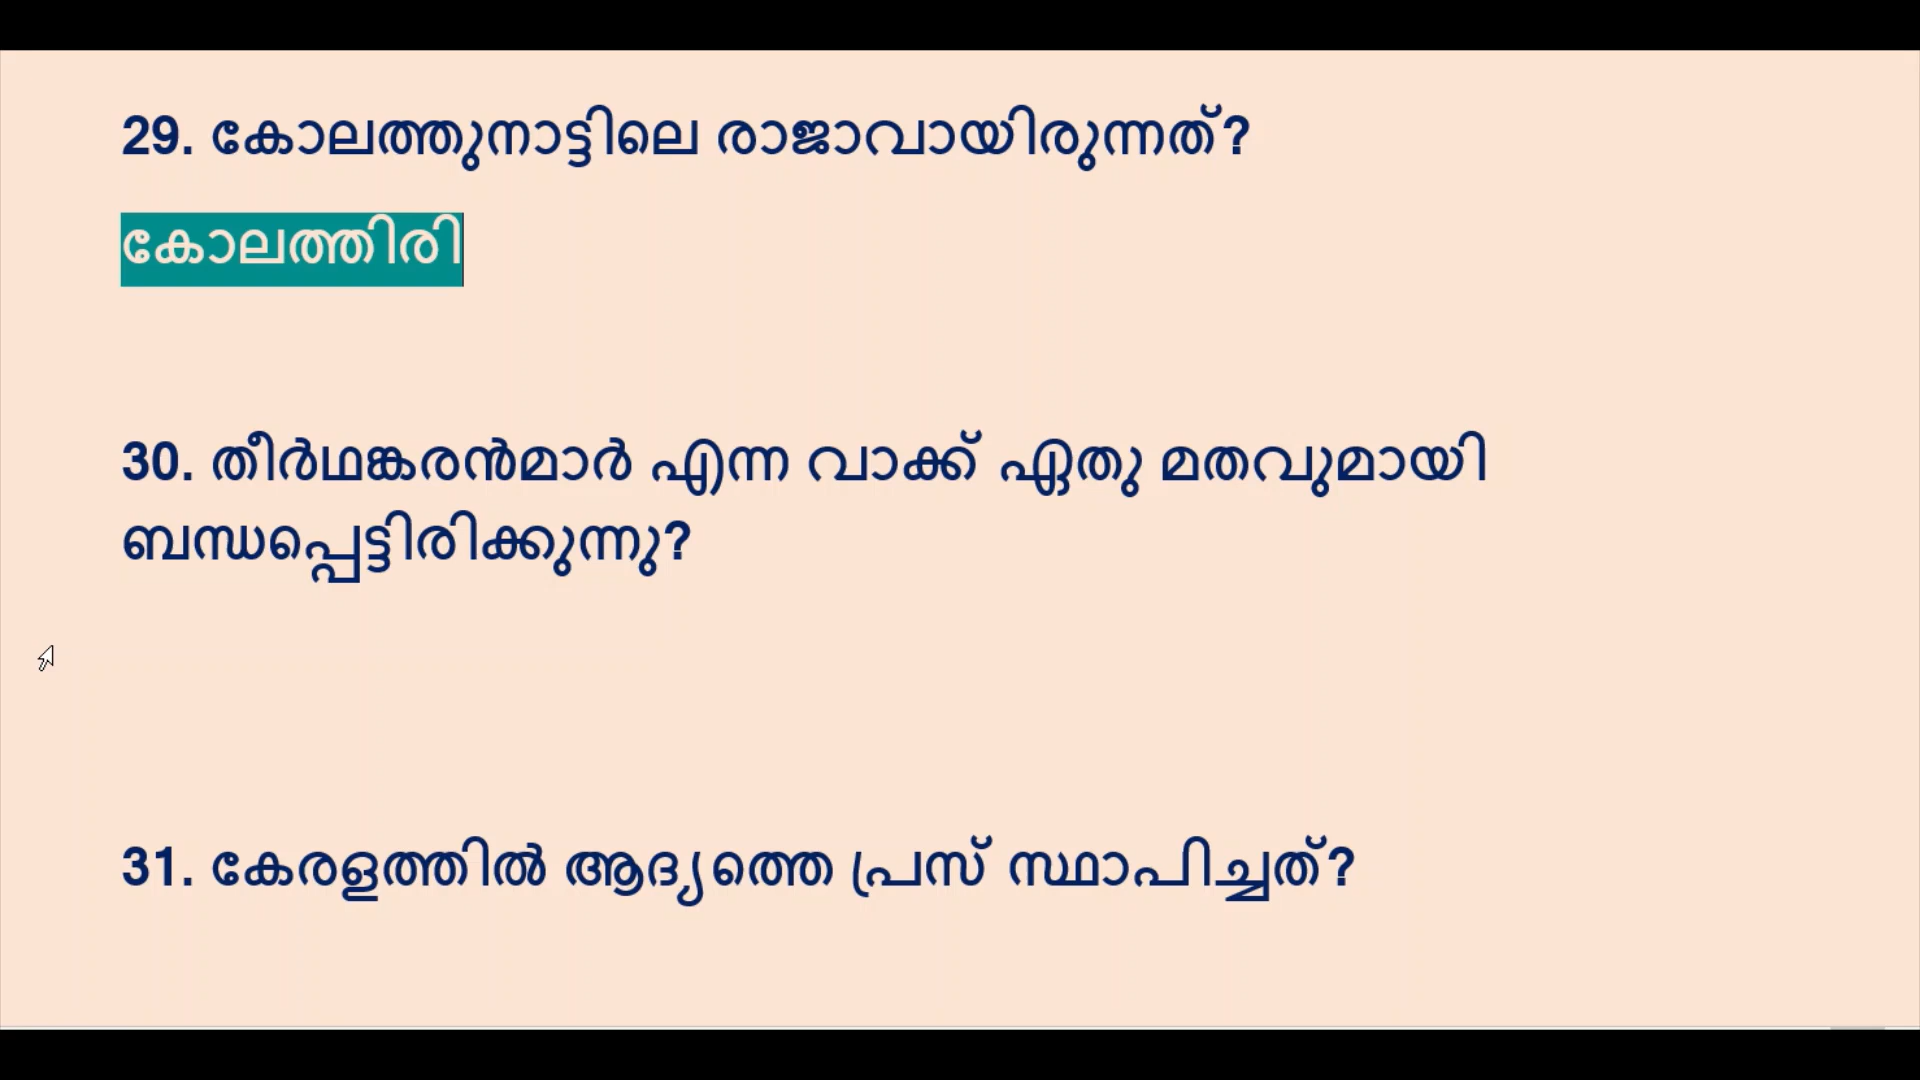 29. കോലത്തുനാട്ടിലെ രാജാവായിരുന്നത്?
കോലത്തിരി
30. തീർഥങ്കരൻമാർ എന്ന വാക്ക് ഏതു മതവുമായി
ബന്ധപ്പെട്ടിരിക്കുന്നു?
31. കേരളത്തിൽ ആദ്യത്തെ പ്രസ് സ്ഥാപിച്ചത്?